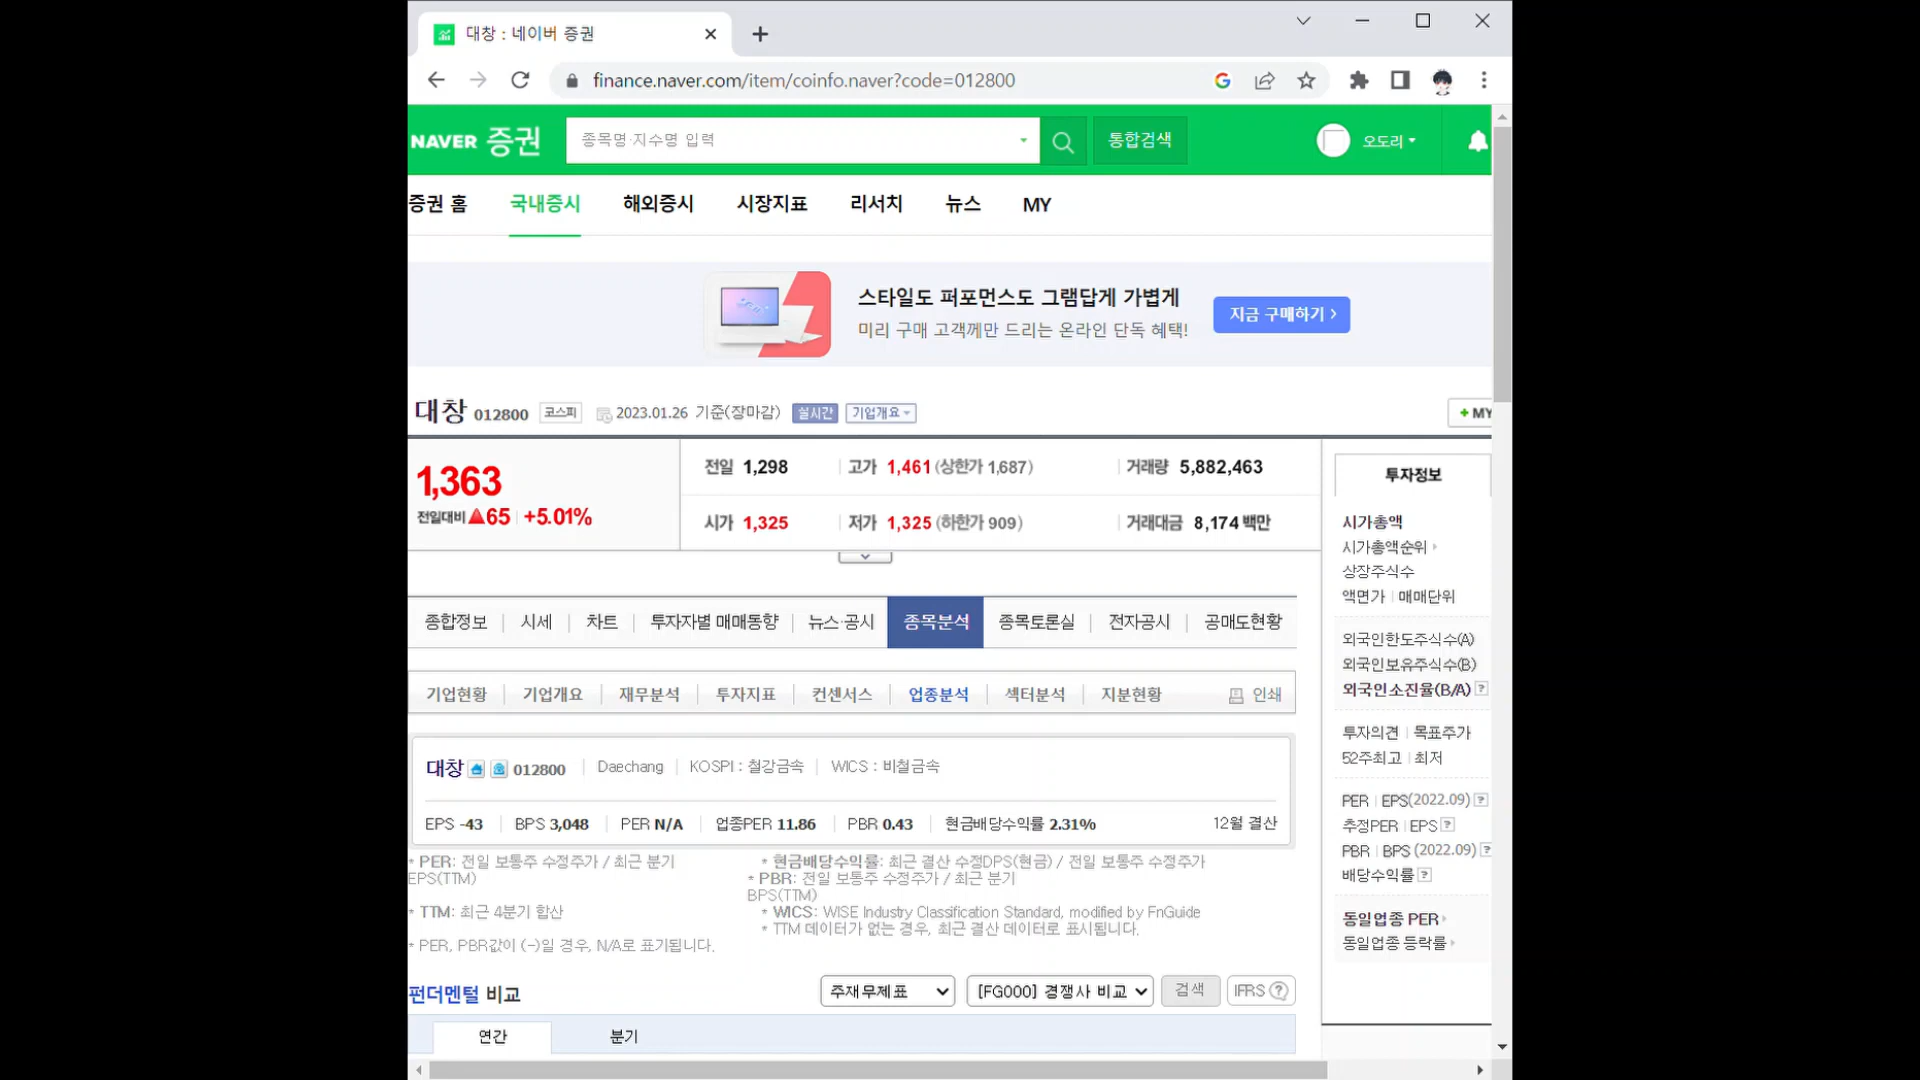 대창 : 네이버 증권
finance.naver.com/item/coinfo.naver?code=012800
NAVER 증권 종목명·지수명 입력 통합검색 오도리
증권 홈 국내증시 해외증시 시장지표 리서치 뉴스 MY
스타일도 퍼포먼스도 그램답게 가볍게
미리 구매 고객께만 드리는 온라인 단독 혜택!
지금 구매하기 >
대창 012800 코스피 2023.01.26 기준(장마감) 실시간 기업개요
+ MY
1,363
전일대비 ▲65 +5.01%
전일 1,298 고가 1,461 (상한가 1,687) 거래량 5,882,463
시가 1,325 저가 1,325 (하한가 909) 거래대금 8,174 백만
투자정보
시가총액
시가총액순위
상장주식수
액면가 | 매매단위
외국인한도주식수(A)
외국인보유주식수(B)
외국인소진율(B/A) ?
투자의견 | 목표주가
52주최고 | 최저
PER | EPS(2022.09) ?
추정PER | EPS ?
PBR | BPS (2022.09) ?
배당수익률 ?
동일업종 PER
동일업종 등락률
종합정보 시세 차트 투자자별 매매동향 뉴스·공시 종목분석 종목토론실 전자공시 공매도현황
기업현황 기업개요 재무분석 투자지표 컨센서스 업종분석 섹터분석 지분현황 인쇄
대창 012800 Daechang KOSPI : 철강금속 WICS : 비철금속
EPS -43 BPS 3,048 PER N/A 업종PER 11.86 PBR 0.43 현금배당수익률 2.31% 12월 결산
* PER: 전일 보통주 수정주가 / 최근 분기
EPS(TTM)
* TTM: 최근 4분기 합산
* PER, PBR값이 (-)일 경우, N/A로 표기됩니다.
* 현금배당수익률: 최근 결산 수정DPS(현금) / 전일 보통주 수정주가
* PBR: 전일 보통주 수정주가 / 최근 분기
BPS(TTM)
* WICS: WISE Industry Classification Standard, modified by FnGuide
* TTM 데이터가 없는 경우, 최근 결산 데이터로 표시됩니다.
펀더멘털 비교 주재무제표 [FG000] 경쟁사 비교 검색 IFRS ?
연간 분기